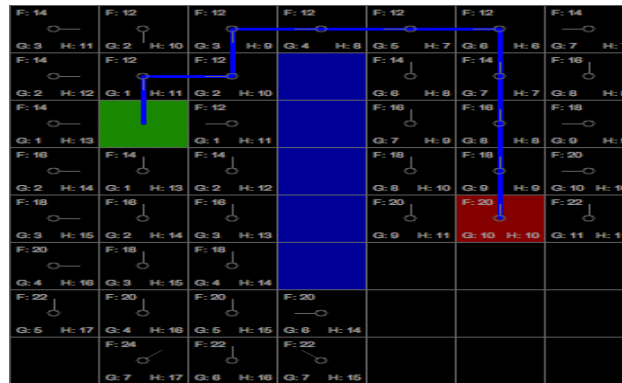 F: 14 F: 12 F: 12 F: 12 F: 12 F: 12 F: 14
G: 3 H: 11 G: 2 H: 10 G: 3 H: 9 G: 4 H: 8 G: 5 H: 7 G: 6 H: 6 G: 7 H:
F: 14 F: 12 F: 12 F: 14 F: 14 F: 16
G: 2 H: 12 G: 1 H: 11 G: 2 H: 10 G: 6 H: 8 G: 7 H: 7 G: 8 H:
F: 14 F: 12 F: 16 F: 16 F: 18
G: 1 H: 13 G: 1 H: 11 G: 7 H: 9 G: 8 H: 8 G: 9 H:
F: 16 F: 14 F: 14 F: 18 F: 18 F: 20
G: 2 H: 14 G: 1 H: 13 G: 2 H: 12 G: 8 H: 10 G: 9 H: 9 G: 10 H:
F: 18 F: 16 F: 16 F: 20 F: 20 F: 22
G: 3 H: 15 G: 2 H: 14 G: 3 H: 13 G: 9 H: 11 G: 10 H: 10 G: 11 H:
F: 20 F: 18 F: 18
G: 4 H: 16 G: 3 H: 15 G: 4 H: 14
F: 22 F: 20 F: 20 F: 20
G: 5 H: 17 G: 4 H: 16 G: 5 H: 15 G: 6 H: 14
F: 24 F: 22 F: 22
G: 7 H: 17 G: 6 H: 16 G: 7 H: 15